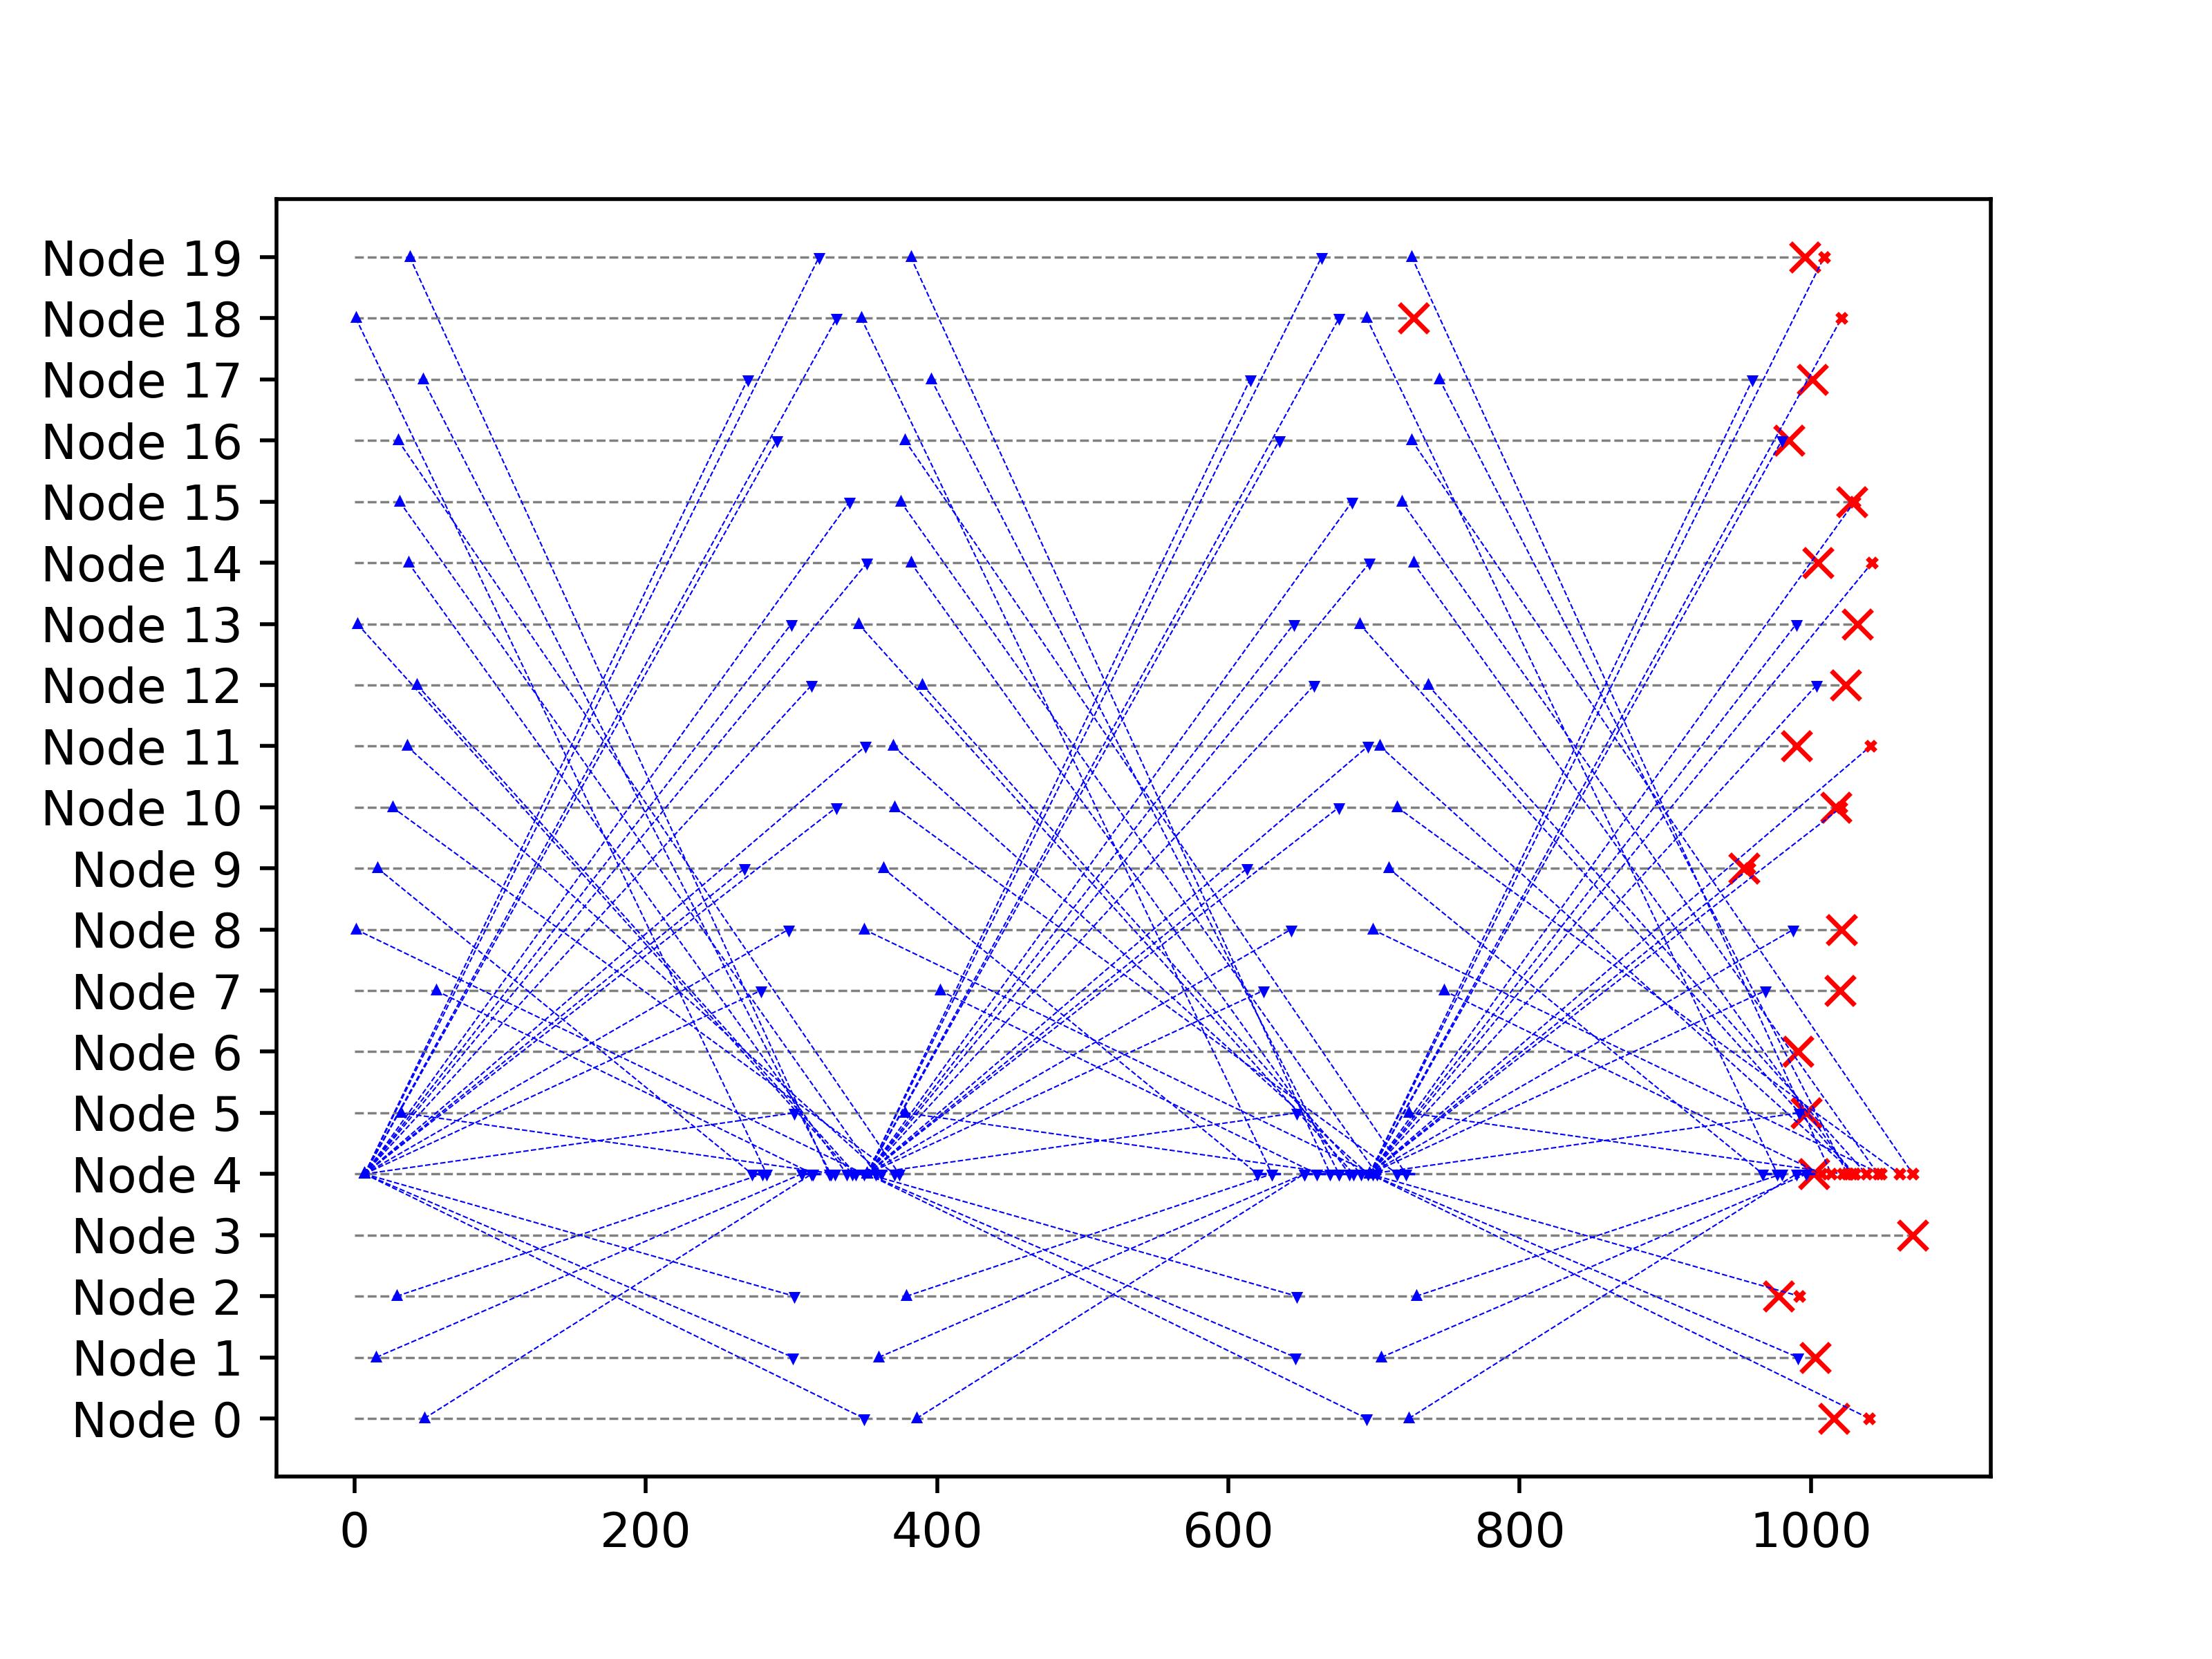 Node 19
Node 18
Node 17
Node 16
Node 15
Node 14
Node 13
Node 12
Node 11
Node 10
Node 9
Node 8
Node 7
Node 6
Node 5
Node 4
Node 3
Node 2
Node 1
Node 0
0 200 400 600 800 1000